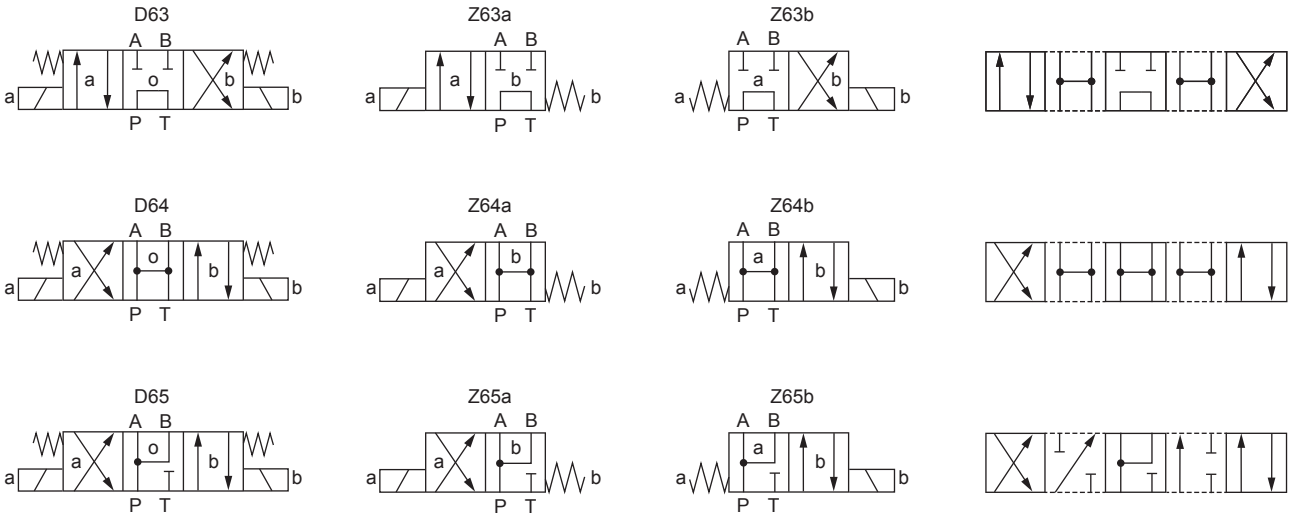 D63 Z63a Z63b
A B A B A B
a o b a b a b
a b a b a b
P T P T P T
D64 Z64a Z64b
A B A B A B
a o b a b a b
a b a b a b
P T P T P T
D65 Z65a Z65b
A B A B A B
a o b a b a b
a b a b a b
P T P T P T